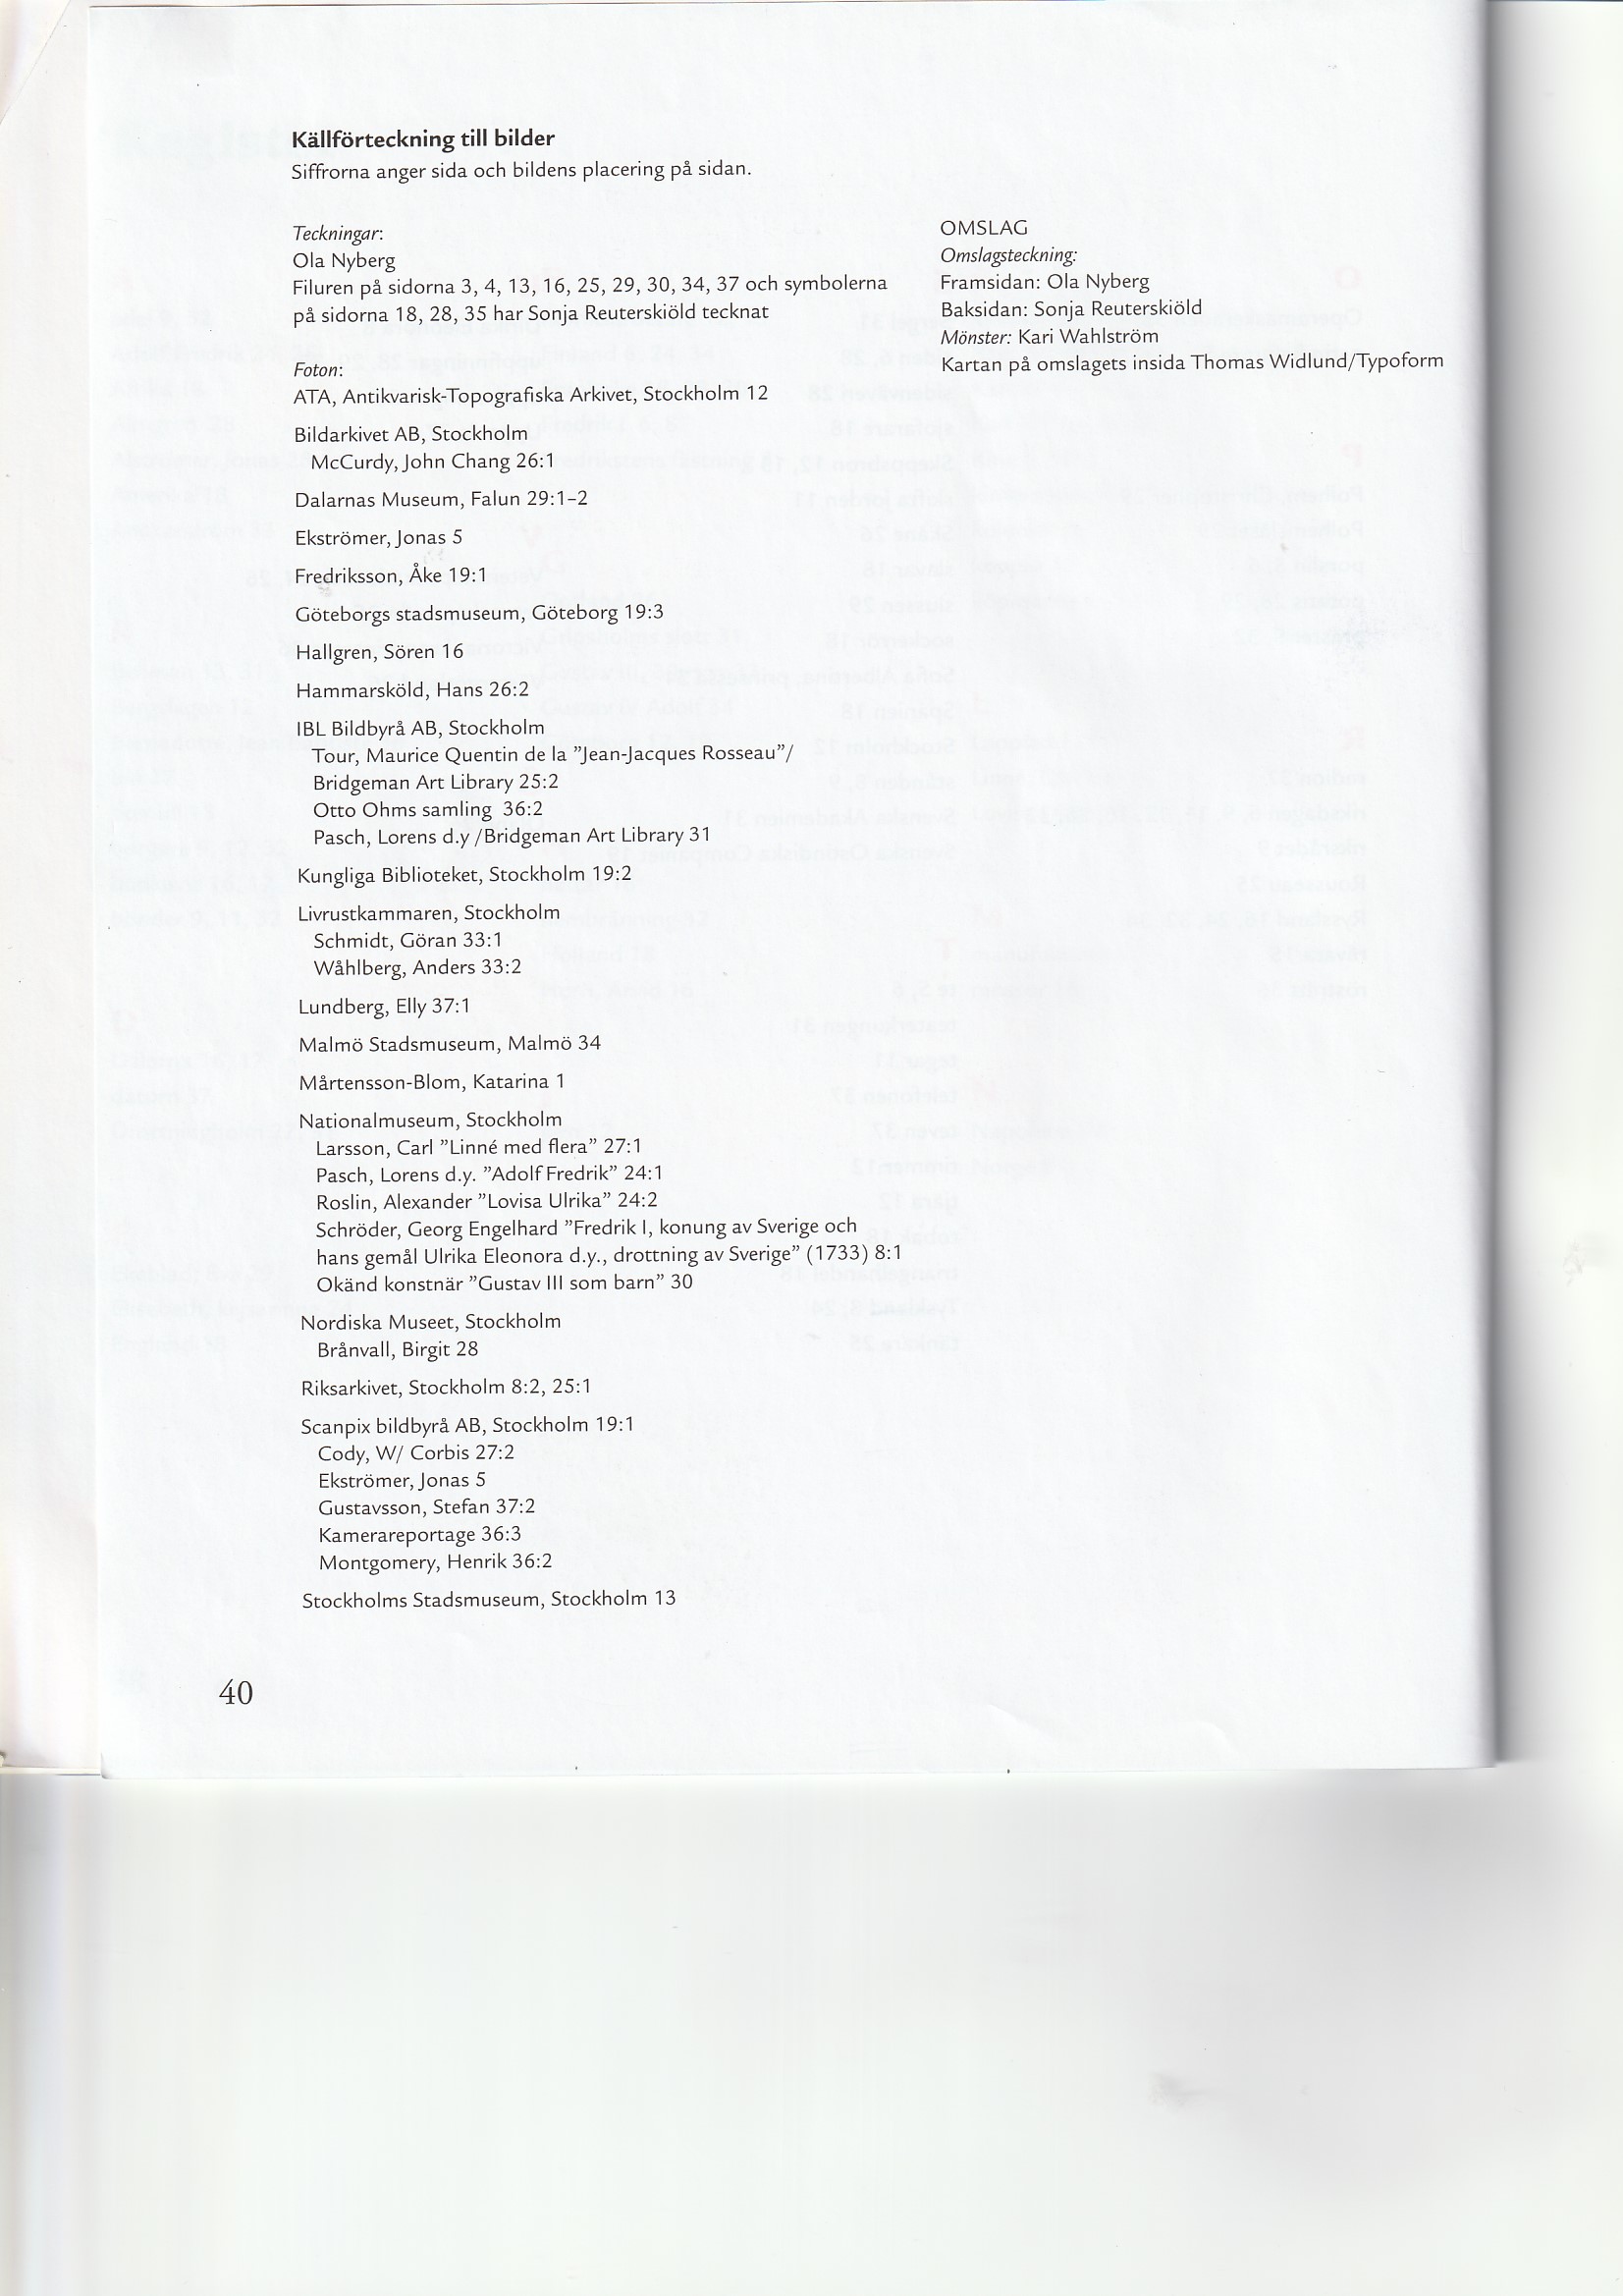 Källförteckning till bilder
Siffrorna anger sida och bildens placering på sidan.
Teckningar:
Ola Nyberg
Filuren på sidorna 3, 4, 13, 16, 25, 29, 30, 34, 37 och symbolerna
på sidorna 18, 28, 35 har Sonja Reuterskiöld tecknat
Foton:
ATA, Antikvarisk-Topografiska Arkivet, Stockholm 12
Bildarkivet AB, Stockholm
McCurdy, John Chang 26:1
Dalarnas Museum, Falun 29:1–2
Ekströmer, Jonas 5
Fredriksson, Åke 19:1
Göteborgs stadsmuseum, Göteborg 19:3
Hallgren, Sören 16
Hammarsköld, Hans 26:2
IBL Bildbyrå AB, Stockholm
Tour, Maurice Quentin de la ”Jean-Jacques Rosseau”/
Bridgeman Art Library 25:2
Otto Ohms samling 36:2
Pasch, Lorens d.y /Bridgeman Art Library 31
Kungliga Biblioteket, Stockholm 19:2
Livrustkammaren, Stockholm
Schmidt, Göran 33:1
Wåhlberg, Anders 33:2
Lundberg, Elly 37:1
Malmö Stadsmuseum, Malmö 34
Mårtensson-Blom, Katarina 1
Nationalmuseum, Stockholm
Larsson, Carl ”Linné med flera” 27:1
Pasch, Lorens d.y. ”Adolf Fredrik” 24:1
Roslin, Alexander ”Lovisa Ulrika” 24:2
Schröder, Georg Engelhard ”Fredrik I, konung av Sverige och
hans gemål Ulrika Eleonora d.y., drottning av Sverige” (1733) 8:1
Okänd konstnär ”Gustav III som barn” 30
Nordiska Museet, Stockholm
Brånvall, Birgit 28
Riksarkivet, Stockholm 8:2, 25:1
Scanpix bildbyrå AB, Stockholm 19:1
Cody, W/ Corbis 27:2
Ekströmer, Jonas 5
Gustavsson, Stefan 37:2
Kamerareportage 36:3
Montgomery, Henrik 36:2
Stockholms Stadsmuseum, Stockholm 13
OMSLAG
Omslagsteckning:
Framsidan: Ola Nyberg
Baksidan: Sonja Reuterskiöld
Mönster: Kari Wahlström
Kartan på omslagets insida Thomas Widlund/Typoform
40